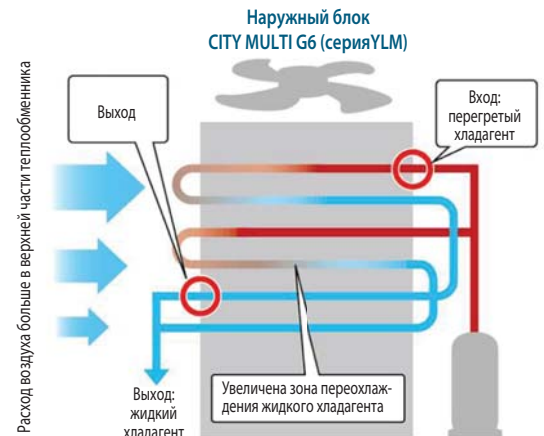 Наружный блок
CITY MULTI G6 (серияYLM)
Расход воздуха больше в верхней части теплообменника
Выход
Вход:
перегретый
хладагент
Увеличена зона переохлаж-
дения жидкого хладагента
Выход:
жидкий
хладагент